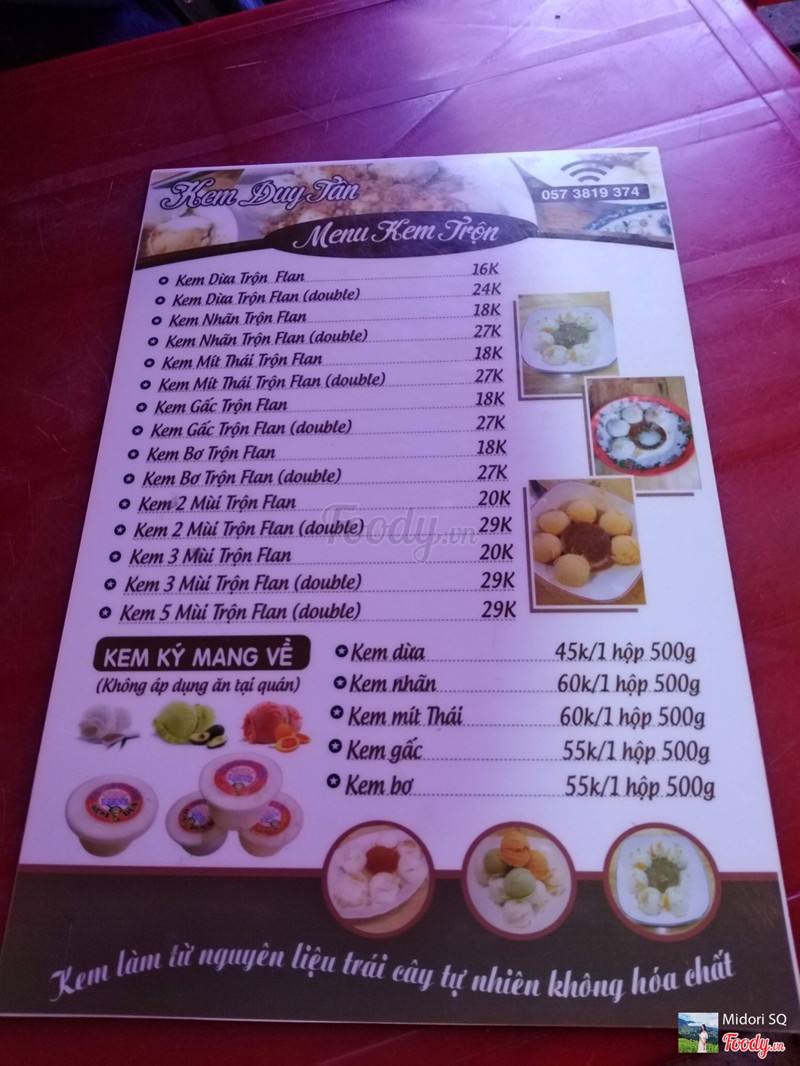 Kem Duy Tân
057 3819 374
Menu Kem Trộn
Kem Dừa Trộn Flan 16K
Kem Dừa Trộn Flan (double) 24K
Kem Nhãn Trộn Flan 18K
Kem Nhãn Trộn Flan (double) 27K
Kem Mít Thái Trộn Flan 18K
Kem Mít Thái Trộn Flan (double) 27K
Kem Gấc Trộn Flan 18K
Kem Gấc Trộn Flan (double) 27K
Kem Bơ Trộn Flan 18K
Kem Bơ Trộn Flan (double) 27K
Kem 2 Mùi Trộn Flan 20K
Kem 2 Mùi Trộn Flan (double) 29K
Kem 3 Mùi Trộn Flan 20K
Kem 3 Mùi Trộn Flan (double) 29K
Kem 5 Mùi Trộn Flan (double) 29K
Foody.vn
KEM KÝ MANG VỀ
(Không áp dụng ăn tại quán)
Kem dừa 45k/1 hộp 500g
Kem nhãn 60k/1 hộp 500g
Kem mít Thái 60k/1 hộp 500g
Kem gấc 55k/1 hộp 500g
Kem bơ 55k/1 hộp 500g
Kem làm từ nguyên liệu trái cây tự nhiên không hóa chất
Midori SQ
Foody.vn